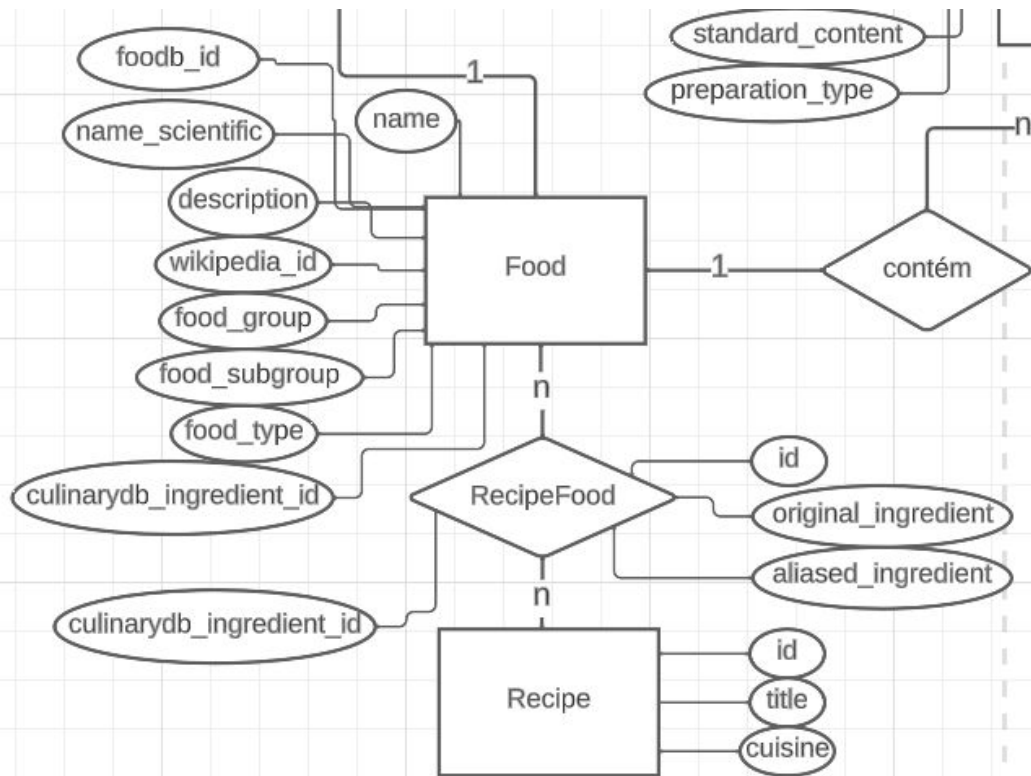 standard_content
foodb_id
1
preparation_type
name
name_scientific
n
description
wikipedia_id
Food
1
contém
food_group
food_subgroup
n
food_type
id
culinarydb_ingredient_id
RecipeFood
original_ingredient
aliased_ingredient
n
culinarydb_ingredient_id
id
Recipe
title
cuisine